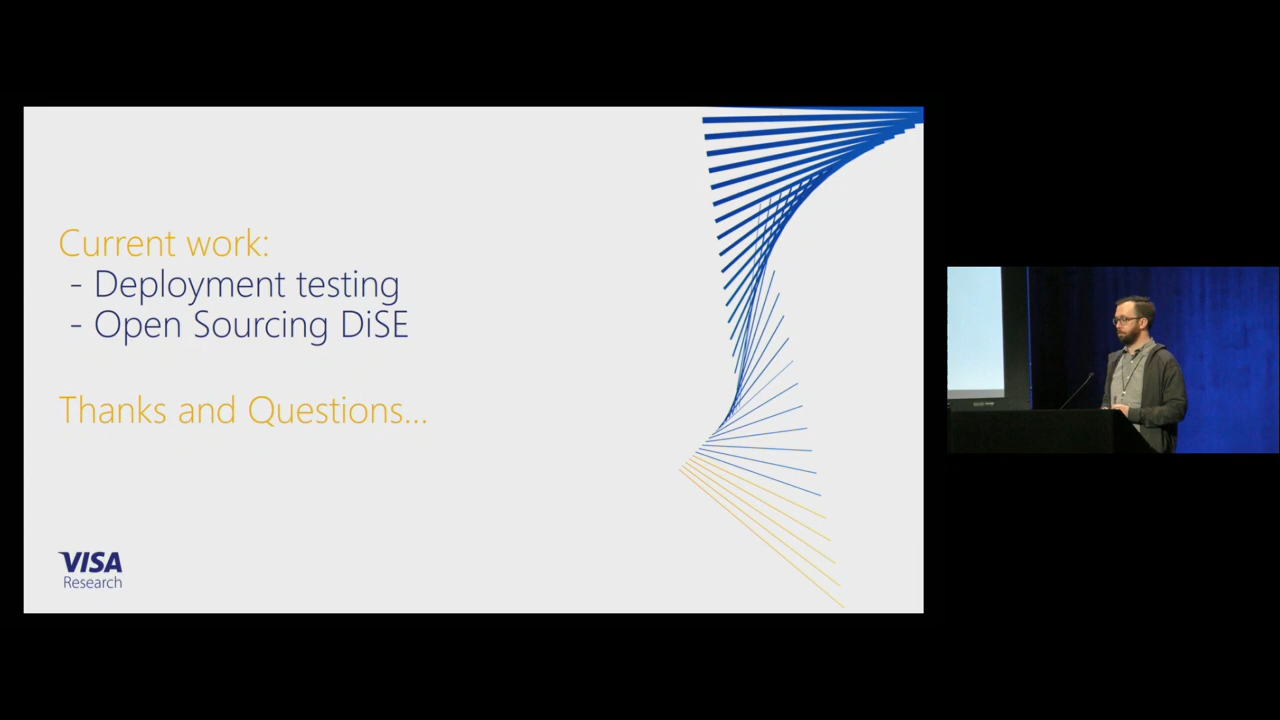 Current work:
- Deployment testing
- Open Sourcing DiSE
Thanks and Questions...
VISA
Research